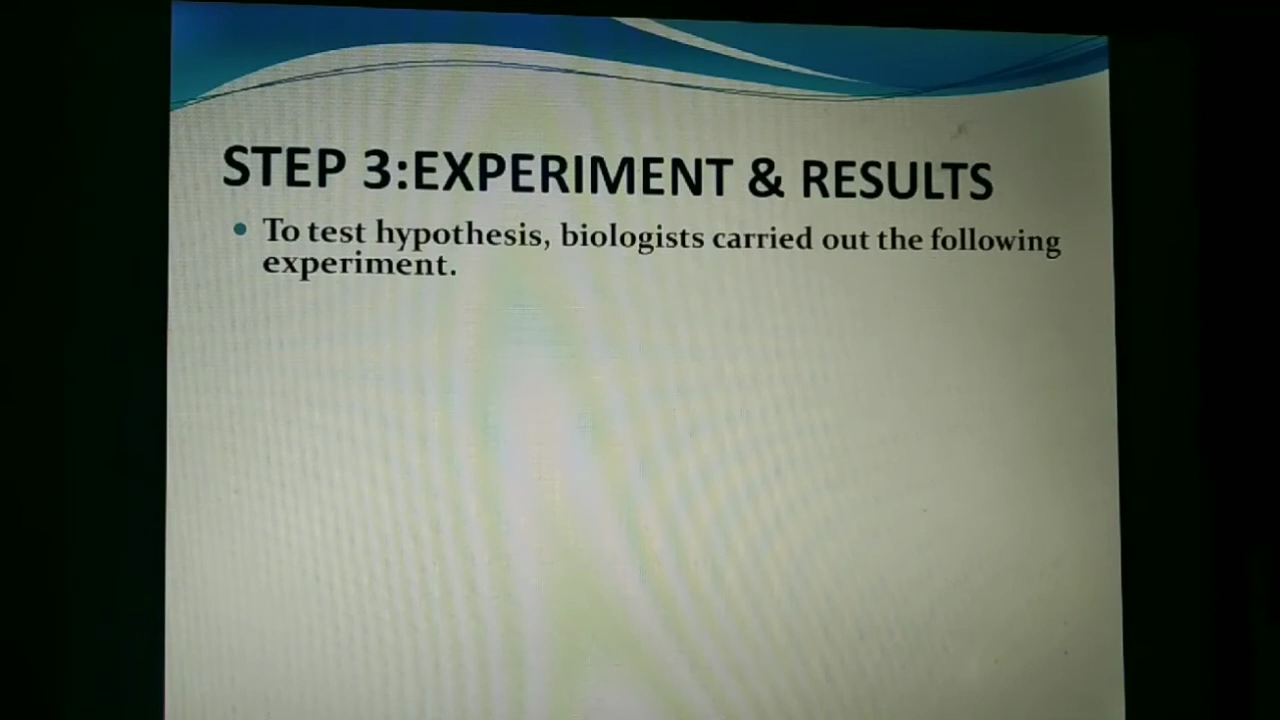 STEP 3:EXPERIMENT & RESULTS
• To test hypothesis, biologists carried out the following
experiment.